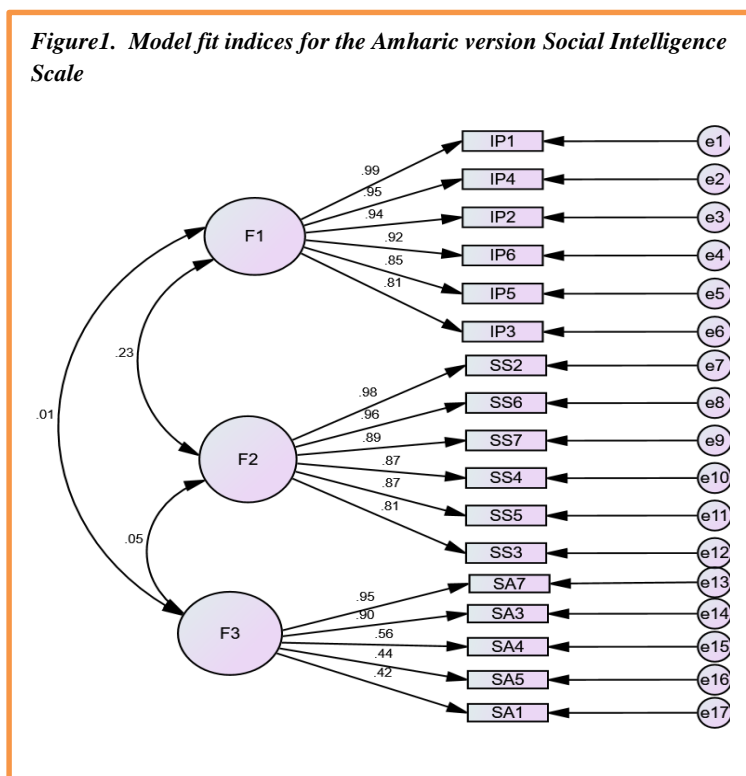 Figure1. Model fit indices for the Amharic version Social Intelligence
Scale
IP1
e1
.99
IP4
e2
.95
F1
.94
IP2
e3
.92
IP6
e4
.85
IP5
e5
.81
IP3
e6
.23
SS2
e7
.98
SS6
e8
.96
.01
F2
.89
SS7
e9
.87
SS4
e10
.87
SS5
e11
.81
SS3
e12
.05
SA7
e13
.95
SA3
e14
.90
F3
.56
SA4
e15
.44
SA5
e16
.42
SA1
e17